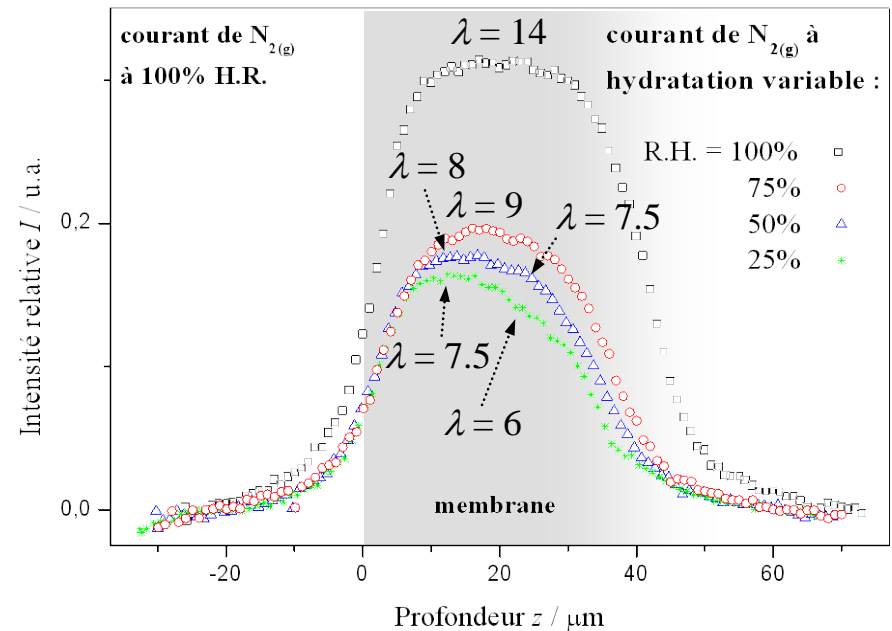 courant de N2(g)
à 100% H.R.
λ = 14
courant de N2(g) à
hydratation variable :
R.H. = 100%
75%
50%
25%
λ = 8
λ = 9
λ = 7.5
λ = 7.5
λ = 6
membrane
0,2
0,0
-20
0
20
40
60
Intensité relative I / u.a.
Profondeur z / μm